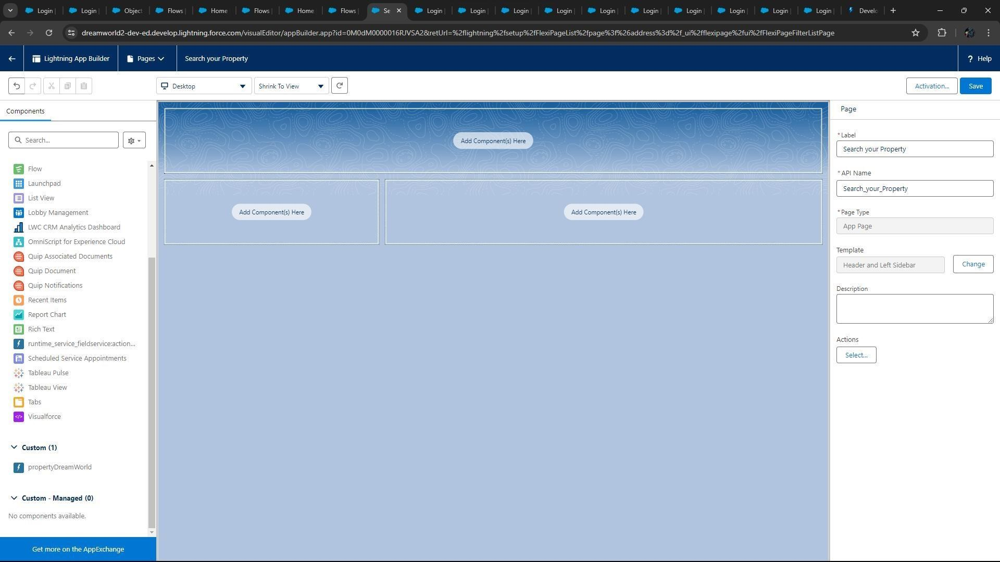 Login
Login
Object
Flows
Home
Flows
Home
Flows
Se
Login
Login
Login
Login
Login
Login
Login
Login
Login
Login
Develo
dreamworld2-dev-ed.develop.lightning.force.com/visualEditor/appBuilder.app?id=0M0dM0000016RJVSA2&retUrl=%2flightning%2fsetup%2fFlexiPageList%2fpage%3f%26address%3d%2f_ui%2fflexipage%2fui%2fFlexiPageFilterListPage
Lightning App Builder
Pages
Search your Property
? Help
Desktop
Shrink To View
Activation...
Save
Components
Search...
Flow
Launchpad
List View
Lobby Management
LWC CRM Analytics Dashboard
OmniScript for Experience Cloud
Quip Associated Documents
Quip Document
Quip Notifications
Recent Items
Report Chart
Rich Text
runtime_service_fieldservice:action...
Scheduled Service Appointments
Tableau Pulse
Tableau View
Tabs
Visualforce
Custom (1)
propertyDreamWorld
Custom - Managed (0)
No components available.
Get more on the AppExchange
Add Component(s) Here
Add Component(s) Here
Add Component(s) Here
Page
*Label
Search your Property
*API Name
Search_your_Property
*Page Type
App Page
Template
Header and Left Sidebar
Change
Description
Actions
Select...